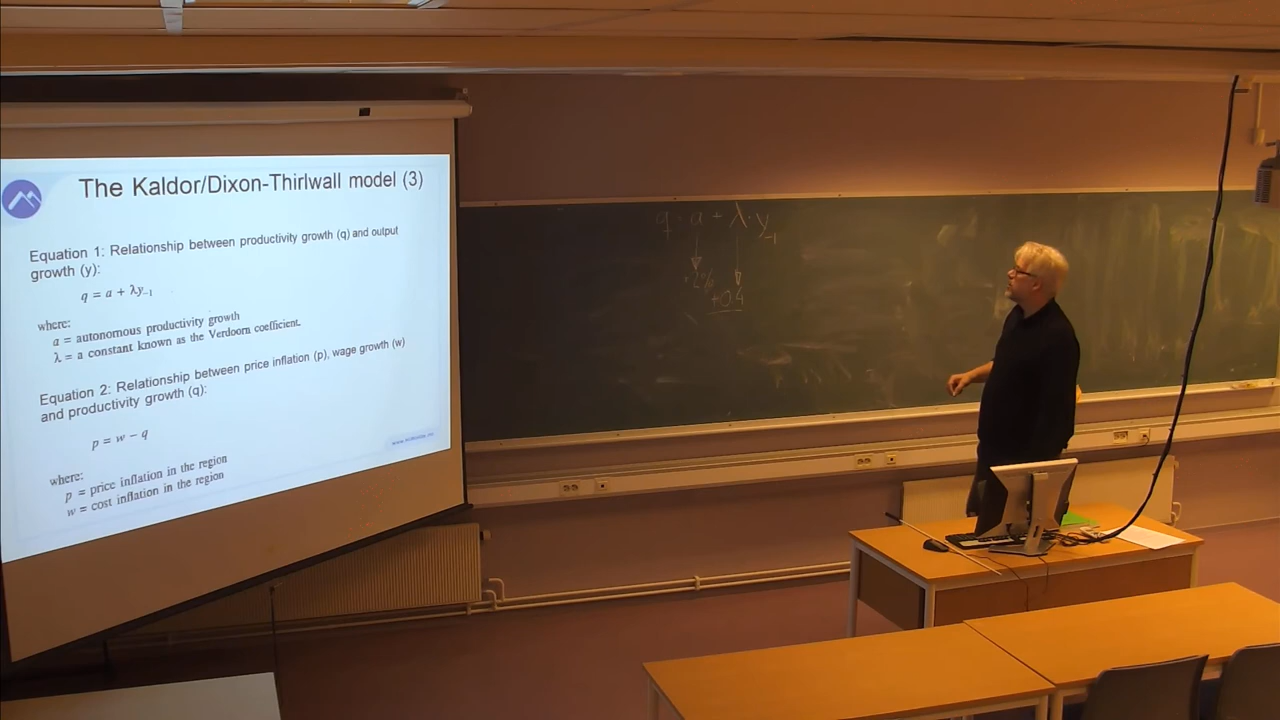 The Kaldor/Dixon-Thirlwall model (3)
Equation 1: Relationship between productivity growth (q) and output
growth (y):
q = a + λy₋₁
where:
a = autonomous productivity growth
λ = a constant known as the Verdoorn coefficient.
Equation 2: Relationship between price inflation (p), wage growth (w)
and productivity growth (q):
p = w − q
where:
p = price inflation in the region
w = cost inflation in the region
q · a + λ · y₋₁
+2%
+0.4